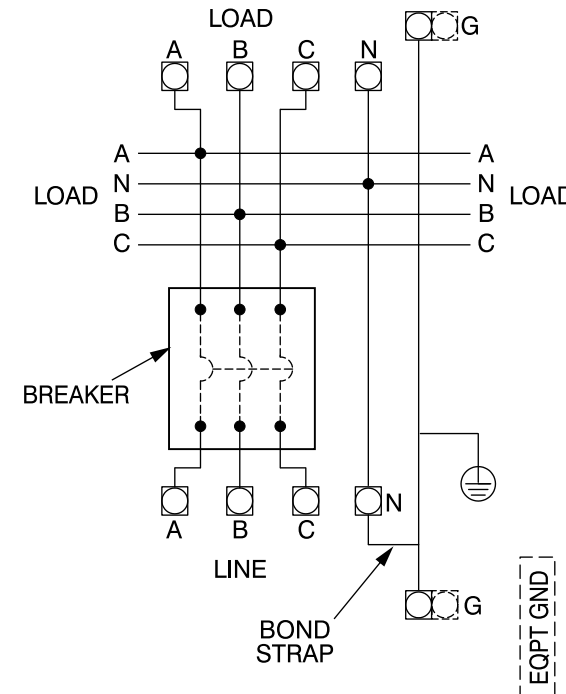 LOAD
G
A B C N
A A
N N
LOAD LOAD
B B
C C
BREAKER
N
A B C
LINE
G
BOND
STRAP
EQPT GND